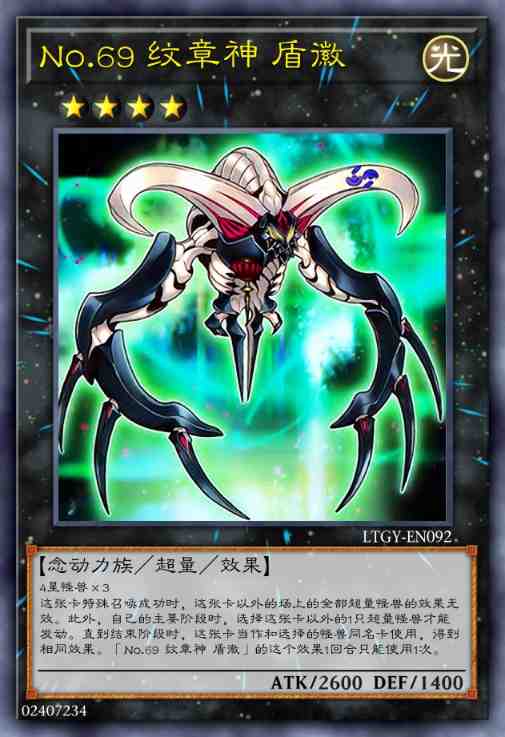 No.69 纹章神 盾徽
光
LTGY-EN092
【念动力族／超量／效果】
4星怪兽×3
这张卡特殊召唤成功时，这张卡以外的场上的全部超量怪兽的效果无
效。此外，自己的主要阶段时，选择这张卡以外的1只超量怪兽才能
发动。直到结束阶段时，这张卡当作和选择的怪兽同名卡使用，得到
相同效果。「No.69 纹章神 盾徽」的这个效果1回合只能使用1次。
ATK/2600 DEF/1400
02407234